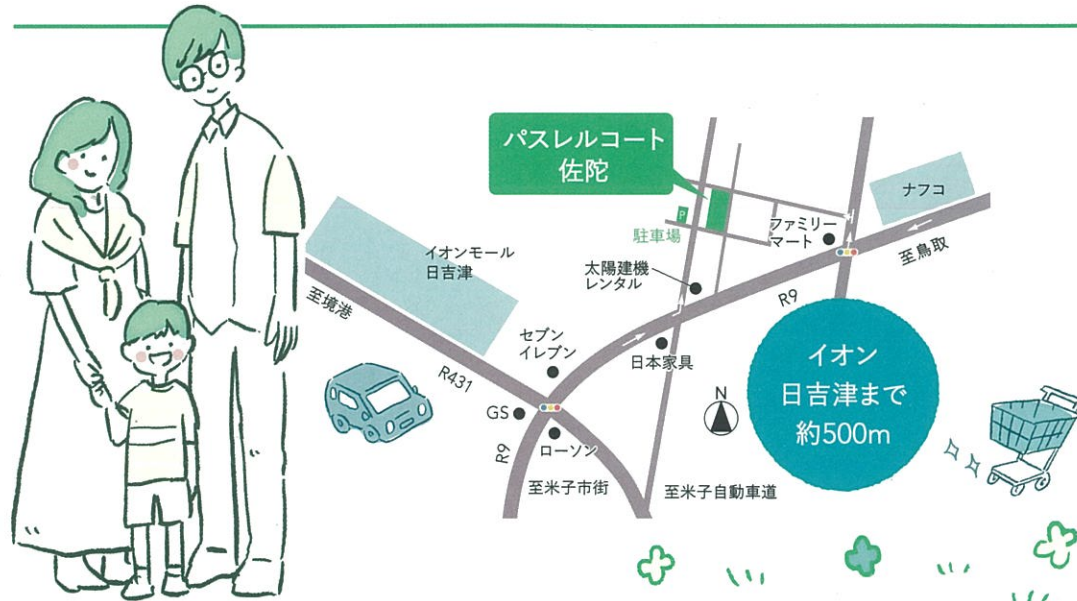 パスレルコート
佐陀
ナフコ
ファミリー
マート
P
駐車場
至鳥取
イオンモール
日吉津
太陽建機
レンタル
R9
至境港
セブン
イレブン
日本家具
イオン
日吉津まで
約500m
R431
N
GS
ローソン
R9
至米子市街
至米子自動車道